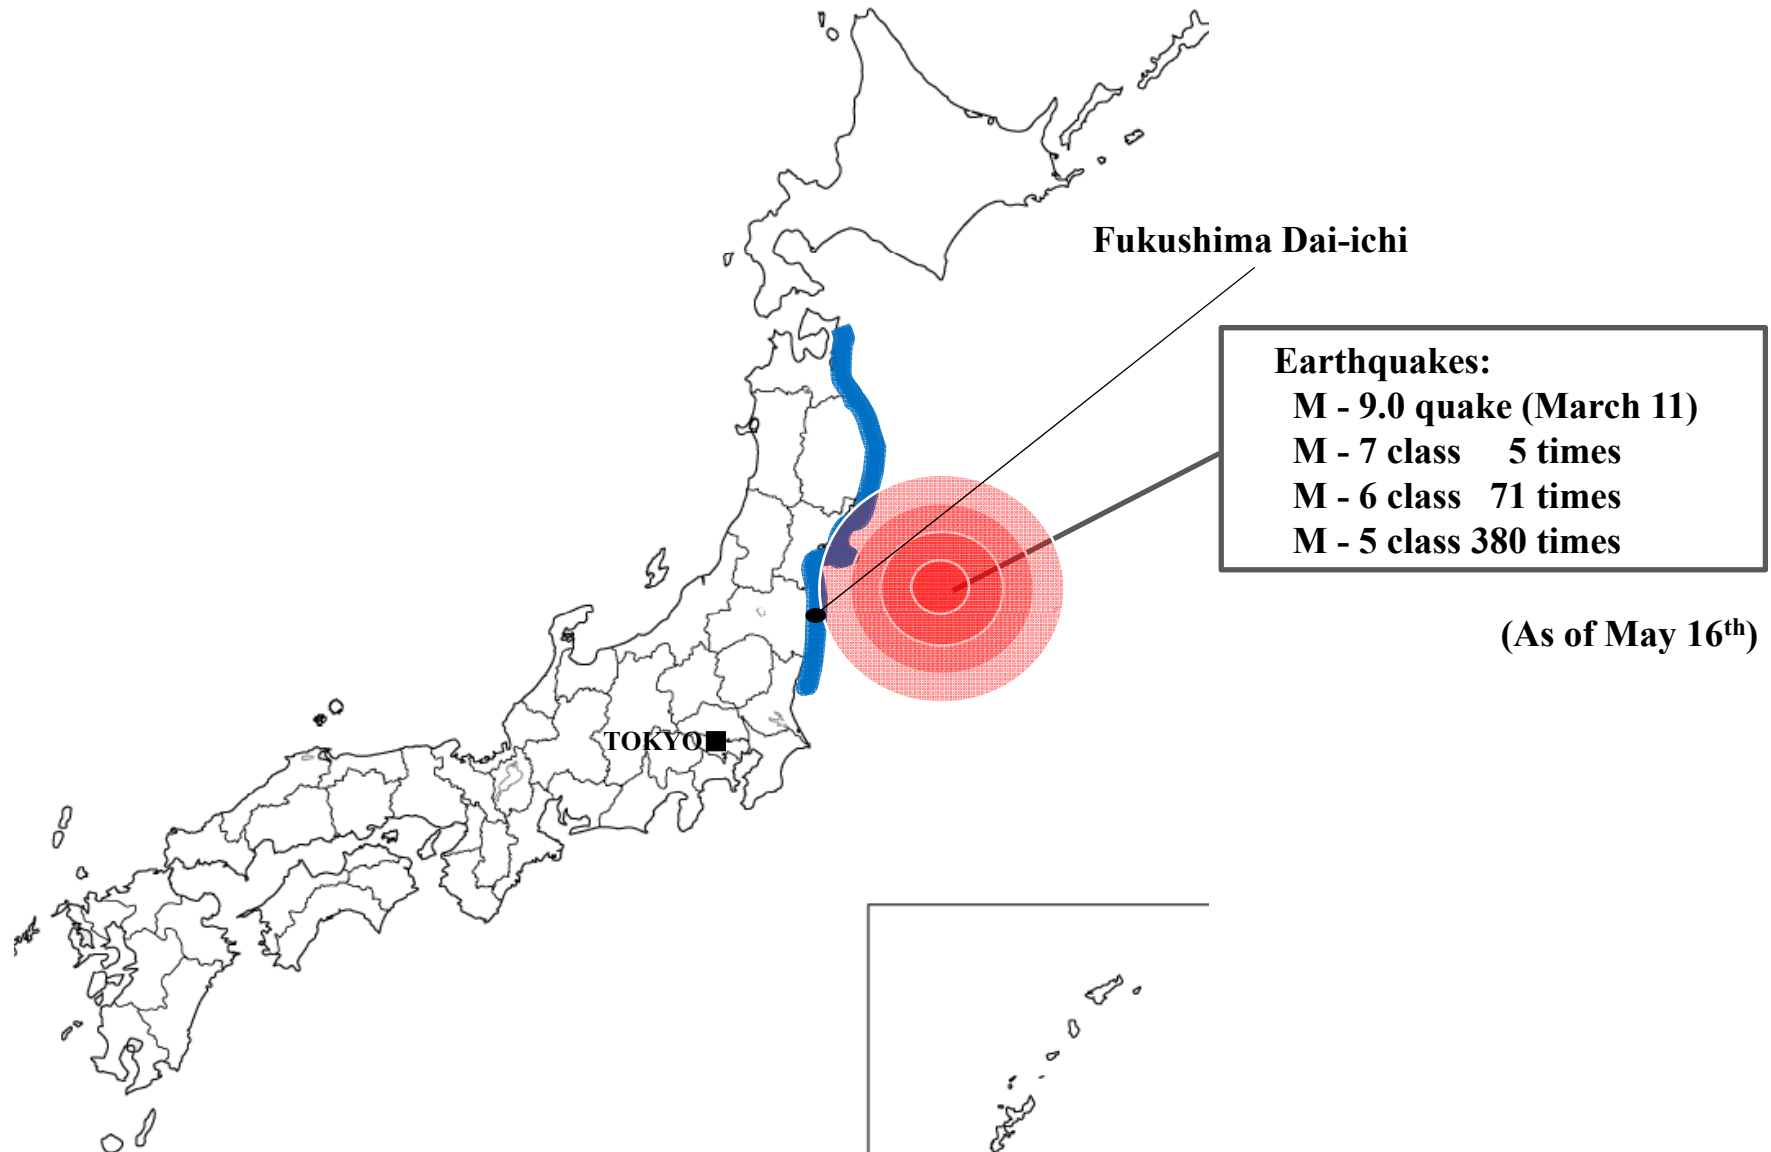 Fukushima Dai-ichi
Earthquakes:
M - 9.0 quake (March 11)
M - 7 class 5 times
M - 6 class 71 times
M - 5 class 380 times
(As of May 16th)
TOKYO